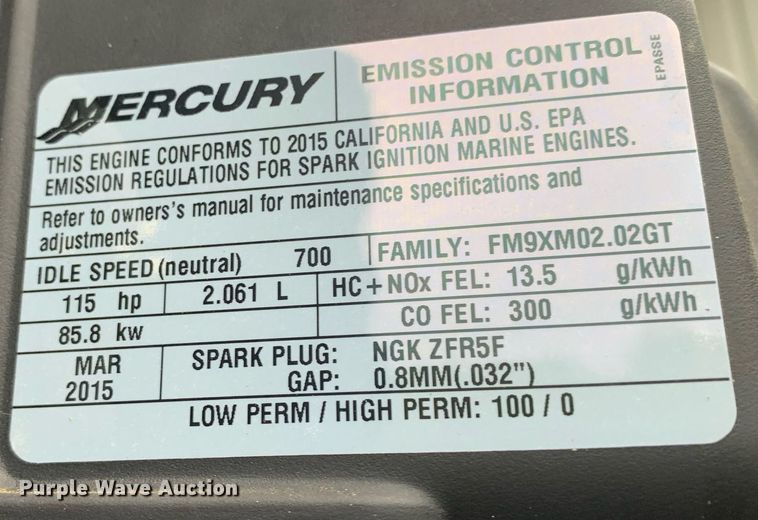 MERCURY
EMISSION CONTROL
INFORMATION
EPASSE
THIS ENGINE CONFORMS TO 2015 CALIFORNIA AND U.S. EPA
EMISSION REGULATIONS FOR SPARK IGNITION MARINE ENGINES.
Refer to owners's manual for maintenance specifications and
adjustments.
IDLE SPEED (neutral) 700 FAMILY: FM9XM02.02GT
115 hp 2.061 L HC+NOx FEL: 13.5 g/kWh
85.8 kw CO FEL: 300 g/kWh
MAR SPARK PLUG: NGK ZFR5F
2015 GAP: 0.8MM(.032")
LOW PERM / HIGH PERM: 100 / 0
Purple Wave Auction